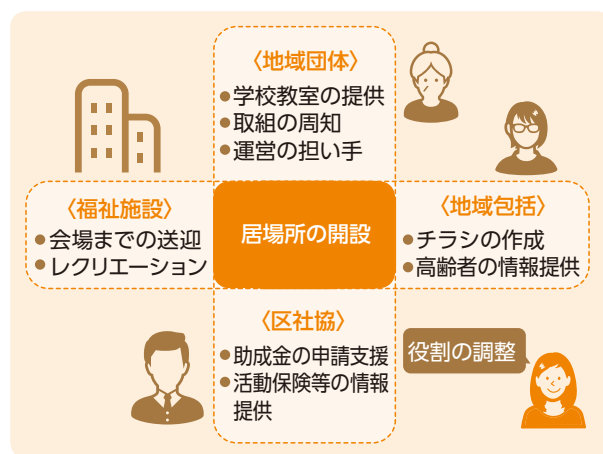 〈地域団体〉
●学校教室の提供
●取組の周知
●運営の担い手
〈福祉施設〉
●会場までの送迎
●レクリエーション
居場所の開設
〈地域包括〉
●チラシの作成
●高齢者の情報提供
〈区社協〉
●助成金の申請支援
●活動保険等の情報
提供
役割の調整